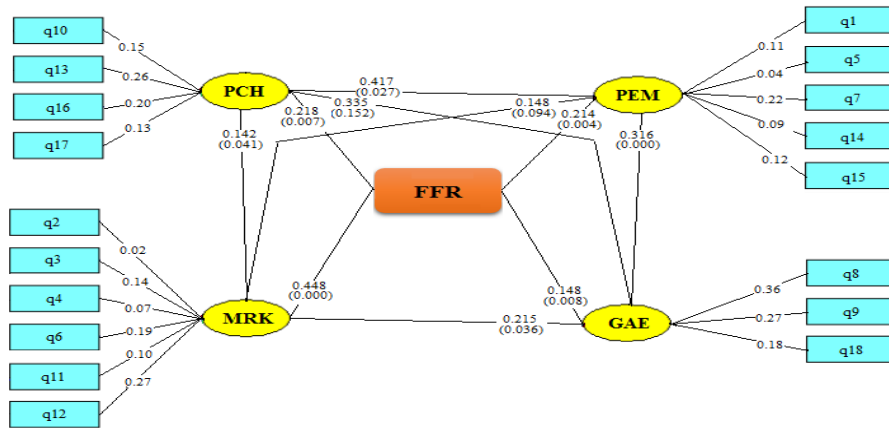 q10
q13
q16
q17
0.15
0.26
0.20
0.13
PCH
0.417
(0.027)
0.218
(0.007)
0.335
(0.152)
0.148
(0.094)
0.214
(0.004)
PEM
0.11
0.04
0.22
0.09
0.12
q1
q5
q7
q14
q15
0.142
(0.041)
0.316
(0.000)
FFR
q2
q3
q4
q6
q11
q12
0.02
0.14
0.07
0.19
0.10
0.27
MRK
0.448
(0.000)
0.215
(0.036)
0.148
(0.008)
GAE
0.36
0.27
0.18
q8
q9
q18